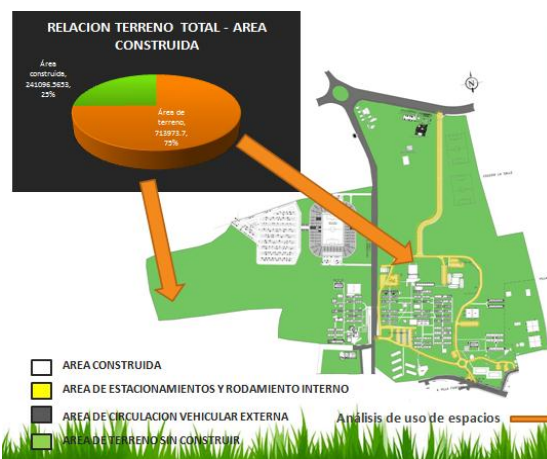 RELACION TERRENO TOTAL - AREA
CONSTRUIDA
Área
construida,
241096.5653,
25%
Área de
terreno,
713973.7,
75%
N
AREA CONSTRUIDA
AREA DE ESTACIONAMIENTOS Y RODAMIENTO INTERNO
AREA DE CIRCULACION VEHICULAR EXTERNA
AREA DE TERRENO SIN CONSTRUIR
Análisis de uso de espacios